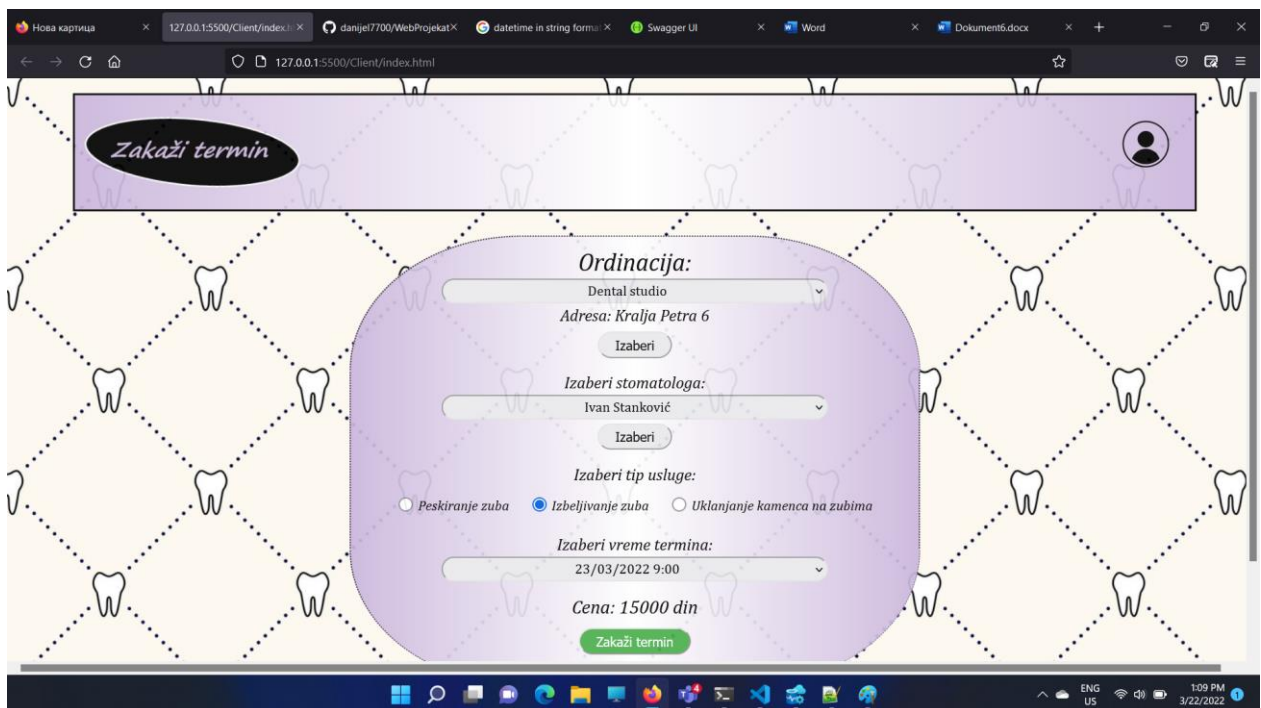 Нова картица
127.0.0.1:5500/Client/index.h
danijel7700/WebProjekat
datetime in string forma
Swagger UI
Word
Dokument6.docx
127.0.0.1:5500/Client/index.html
Zakaži termin
Ordinacija:
Dental studio
Adresa: Kralja Petra 6
Izaberi
Izaberi stomatologa:
Ivan Stanković
Izaberi
Izaberi tip usluge:
Peskiranje zuba Izbeljivanje zuba Uklanjanje kamenca na zubima
Izaberi vreme termina:
23/03/2022 9:00
Cena: 15000 din
Zakaži termin
ENG
US
1:09 PM
3/22/2022
1